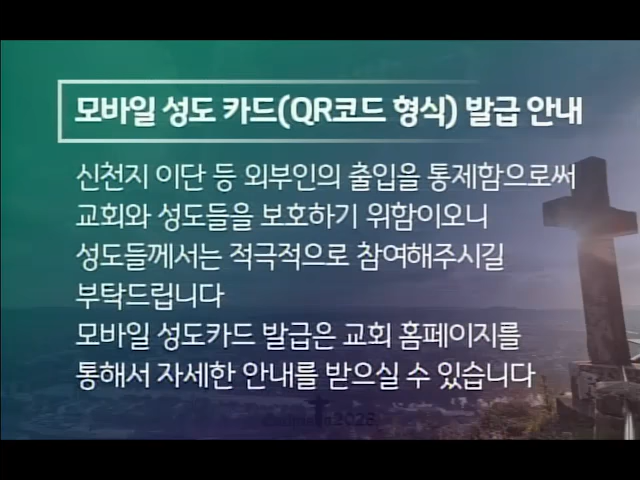 모바일 성도 카드(QR코드 형식) 발급 안내
신천지 이단 등 외부인의 출입을 통제함으로써
교회와 성도들을 보호하기 위함이오니
성도들께서는 적극적으로 참여해주시길
부탁드립니다
모바일 성도카드 발급은 교회 홈페이지를
통해서 자세한 안내를 받으실 수 있습니다